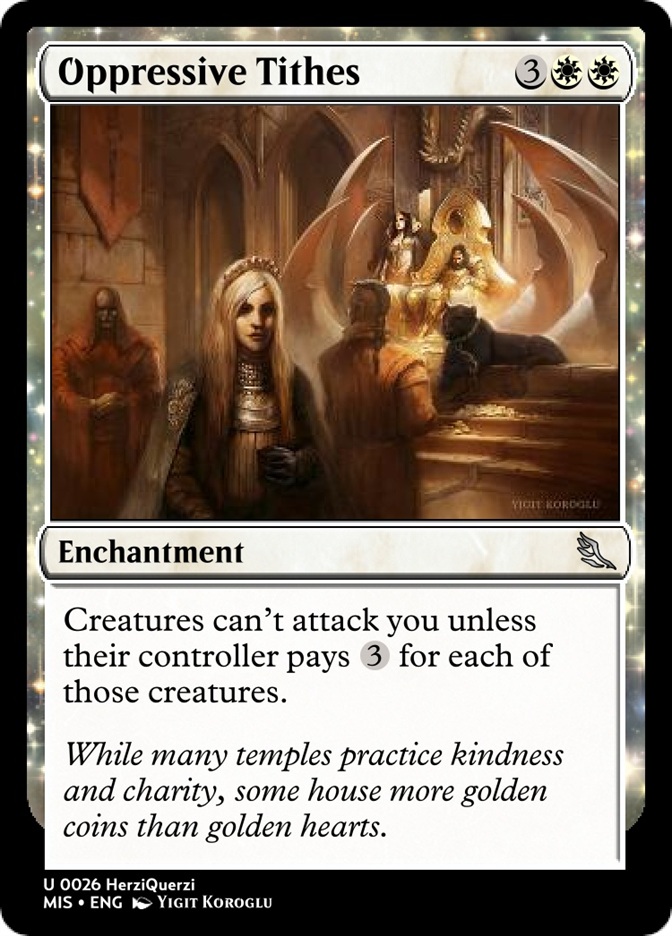 Oppressive Tithes 3
YIGIT KOROGLU
Enchantment
Creatures can't attack you unless
their controller pays 3 for each of
those creatures.
While many temples practice kindness
and charity, some house more golden
coins than golden hearts.
U 0026 HerziQuerzi
MIS • ENG Yigit Koroglu